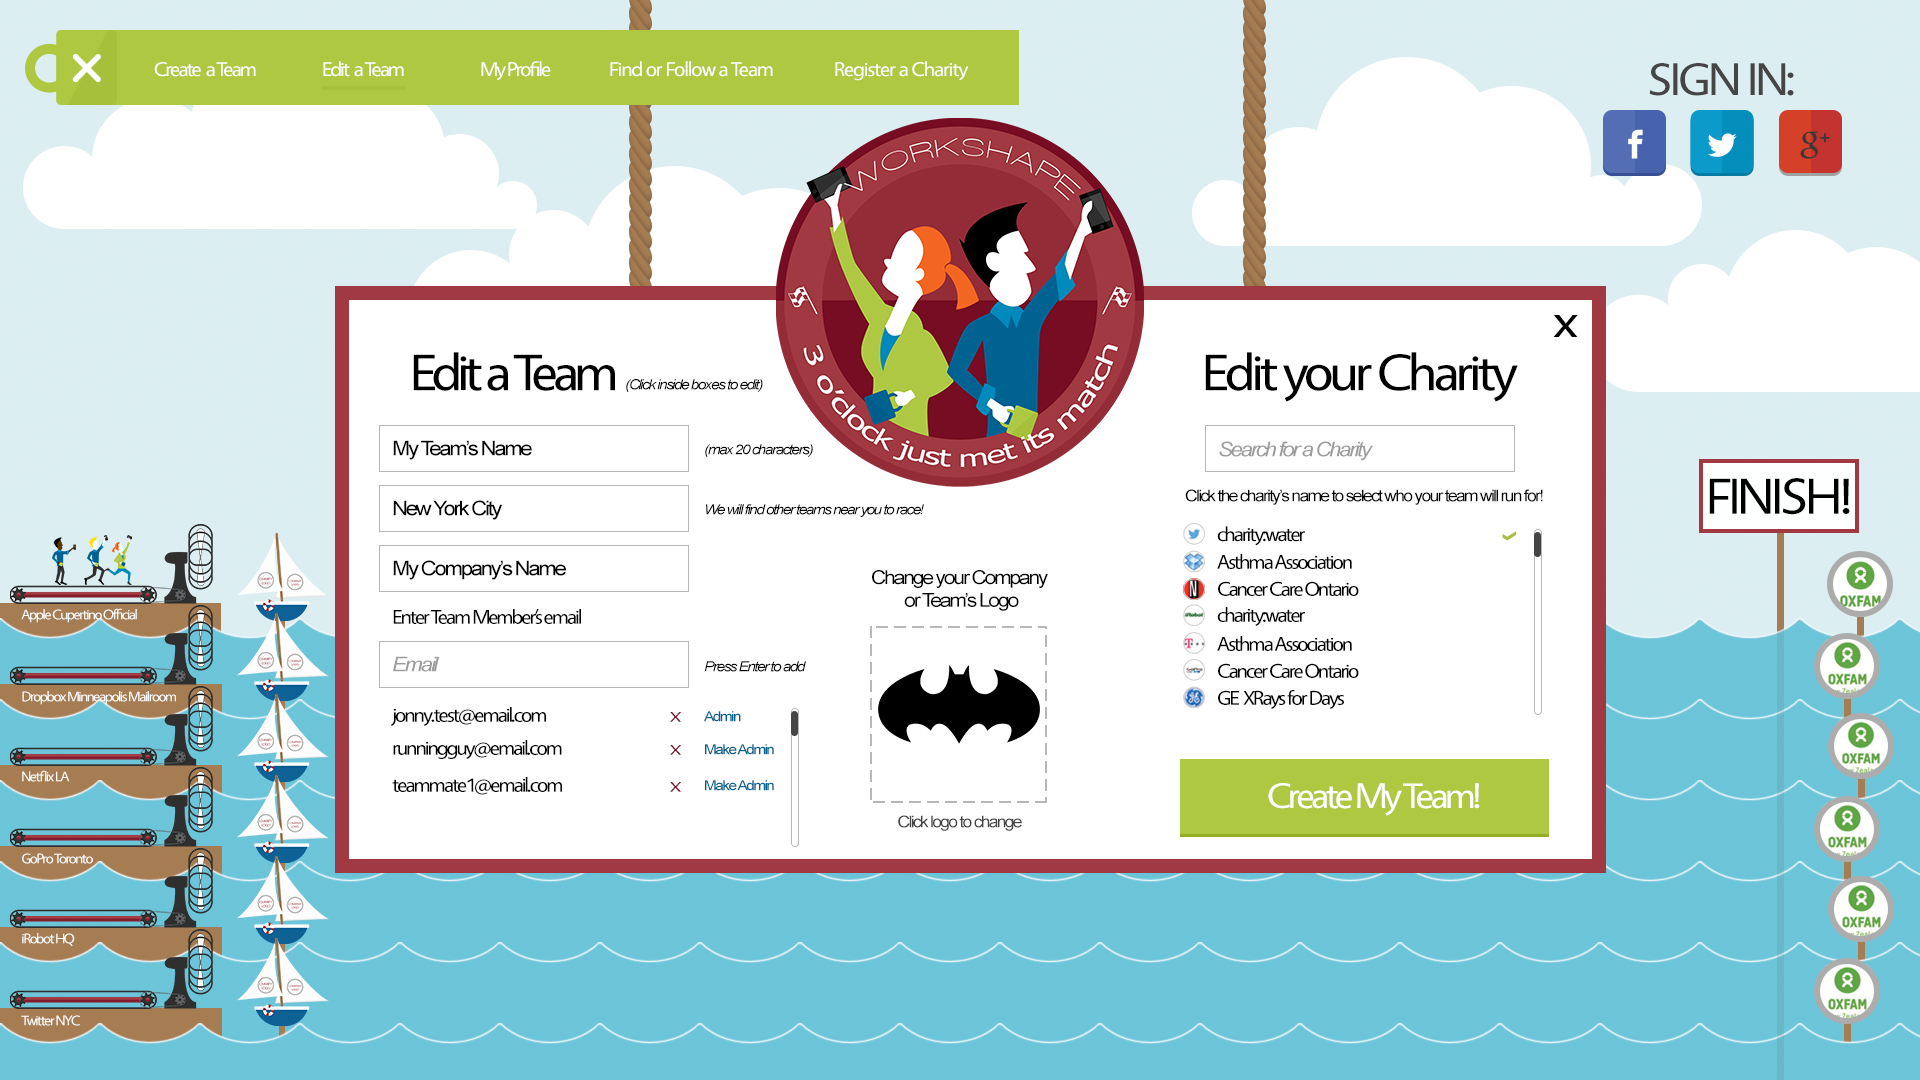 Create a Team
Edit a Team
My Profile
Find or Follow a Team
Register a Charity
SIGN IN:
f
g+
WORKSHAPE
3 o'clock just met its match
X
Edit a Team
(Click inside boxes to edit)
My Team's Name
(max 20 characters)
New York City
We will find other teams near you to race!
My Company's Name
Enter Team Member's email
Email
Press Enter to add
jonny.test@email.com
x
Admin
runningguy@email.com
x
Make Admin
teammate1@email.com
x
Make Admin
Change your Company
or Team's Logo
Click logo to change
Edit your Charity
Search for a Charity
Click the charity's name to select who your team will run for!
charity:water
Asthma Association
Cancer Care Ontario
charity:water
Asthma Association
Cancer Care Ontario
GE XRays for Days
Create My Team!
FINISH!
Apple Cupertino Official
Dropbox Minneapolis Mailroom
Netflix LA
GoPro Toronto
iRobot HQ
Twitter NYC
OXFAM
OXFAM
OXFAM
OXFAM
OXFAM
OXFAM